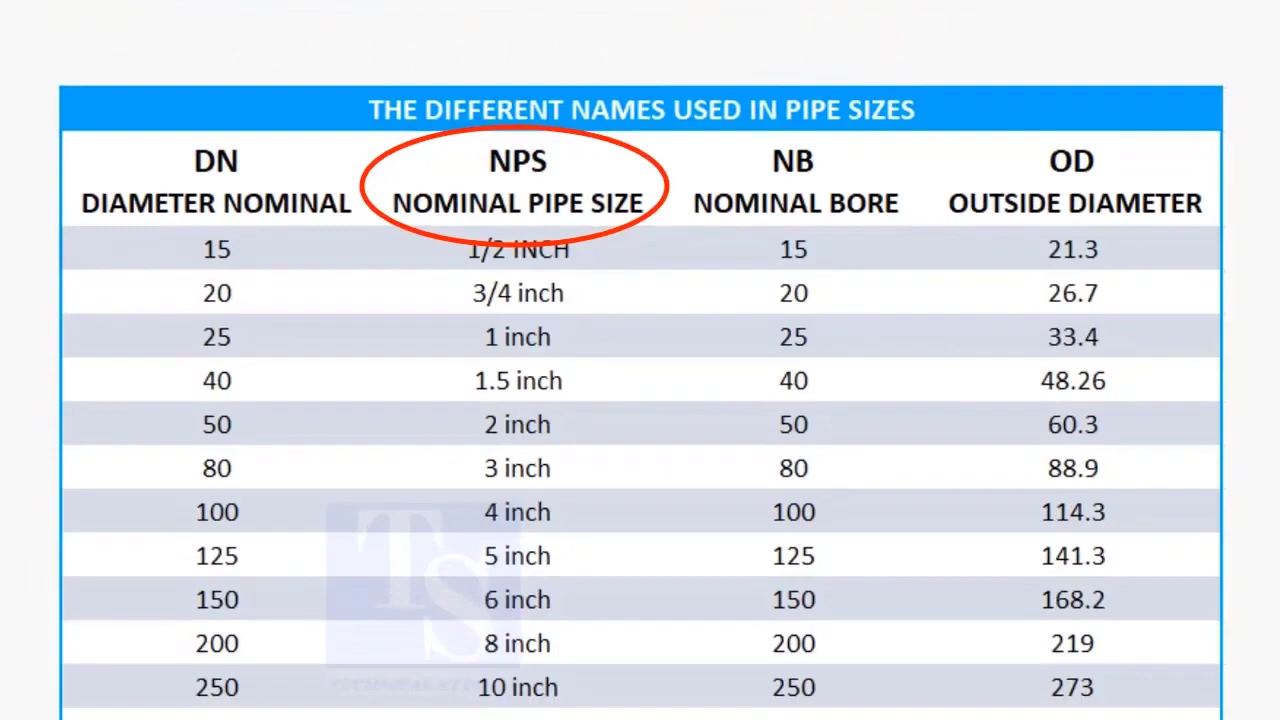 THE DIFFERENT NAMES USED IN PIPE SIZES
DN NPS NB OD
DIAMETER NOMINAL NOMINAL PIPE SIZE NOMINAL BORE OUTSIDE DIAMETER
15 1/2 INCH 15 21.3
20 3/4 inch 20 26.7
25 1 inch 25 33.4
40 1.5 inch 40 48.26
50 2 inch 50 60.3
80 3 inch 80 88.9
100 4 inch 100 114.3
125 5 inch 125 141.3
150 6 inch 150 168.2
200 8 inch 200 219
250 10 inch 250 273
TS